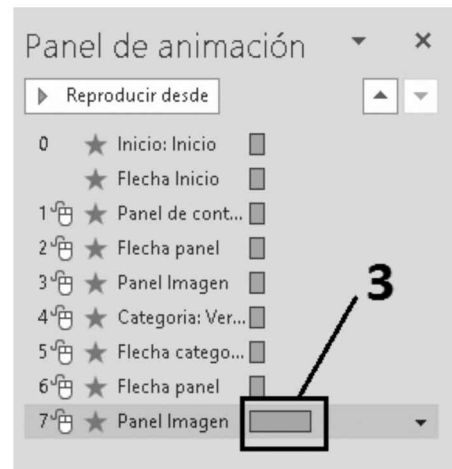 Panel de animación
Reproducir desde
0 Inicio: Inicio
Flecha Inicio
1 Panel de cont...
2 Flecha panel
3 Panel Imagen
3
4 Categoria: Ver...
5 Flecha catego...
6 Flecha panel
7 Panel Imagen